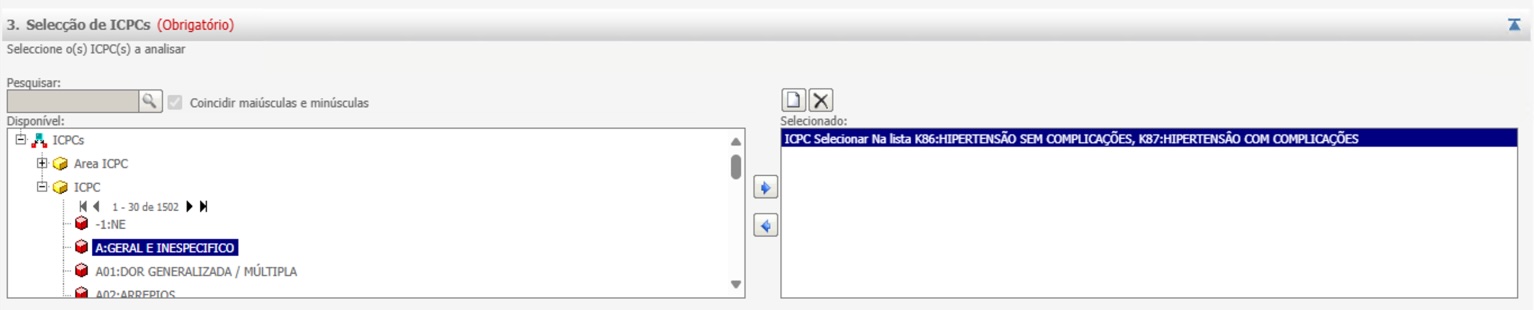 3. Selecção de ICPCs (Obrigatório)
Seleccione o(s) ICPC(s) a analisar
Pesquisar:
Coincidir maiúsculas e minúsculas
Disponível:
ICPCs
Area ICPC
ICPC
1 - 30 de 1502
-1:NE
A:GERAL E INESPECIFICO
A01:DOR GENERALIZADA / MÚLTIPLA
A02:ARREPIOS
Selecionado:
ICPC Selecionar Na lista K86:HIPERTENSÃO SEM COMPLICAÇÕES, K87:HIPERTENSÂO COM COMPLICAÇÕES